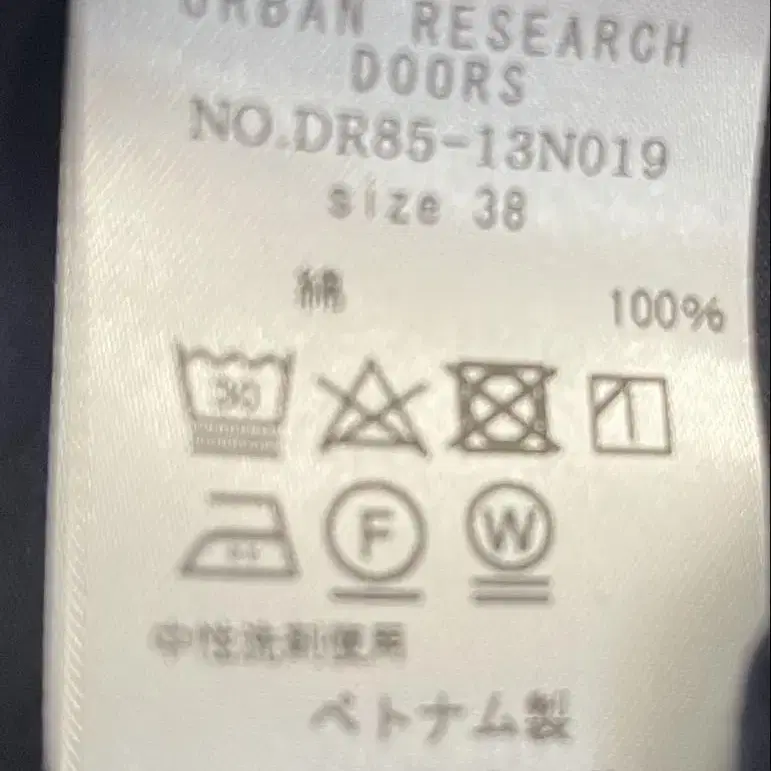 URBAN RESEARCH
DOORS
NO.DR85-13N019
size 38
綿 100%
30
F W
中性洗剤使用
ベトナム製